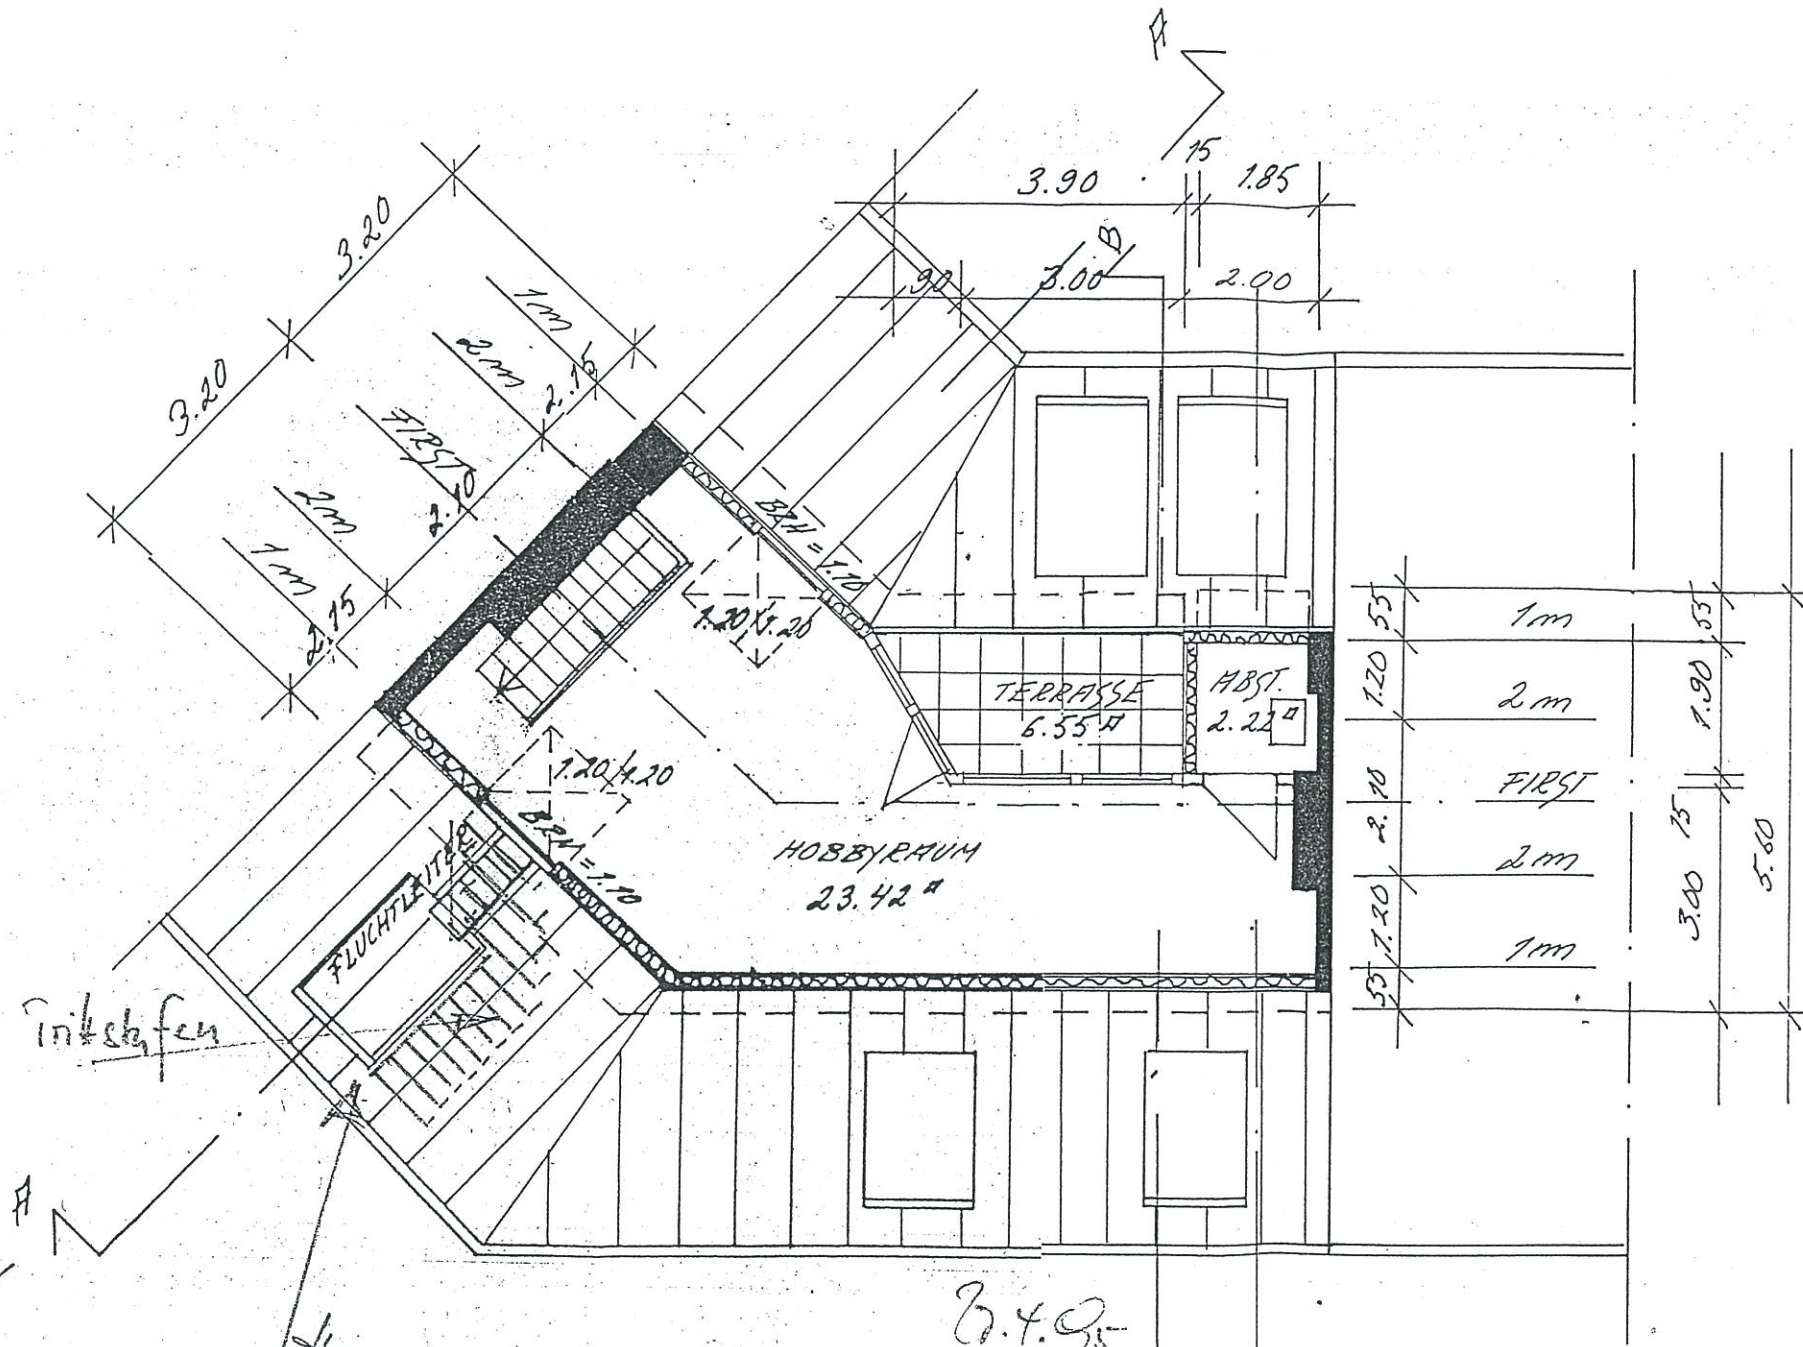 A
15
3.90
1.85
B
90
3.00
2.00
3.20
3.20
1m
2m
FIRST
2m
1m
2.15
2.10
2.15
BRH = 1.10
1.20/1.20
TERRASSE
6.55
ABST.
2.22
1.20/1.20
BRH = 1.10
HOBBYRAUM
23.42
FLUCHTLEITER
Trittstufen
A
55
1.20
2.10
1.20
55
1m
2m
FIRST
2m
1m
55
1.90
15
3.00
5.60